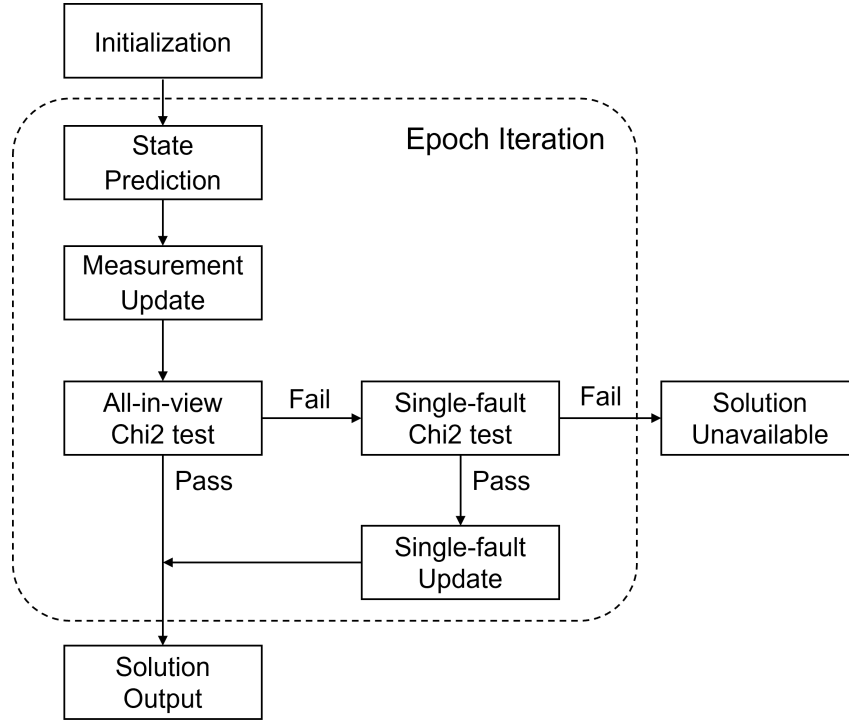 Initialization
Epoch Iteration
State
Prediction
Measurement
Update
All-in-view
Chi2 test
Fail
Single-fault
Chi2 test
Fail
Solution
Unavailable
Pass
Pass
Single-fault
Update
Solution
Output